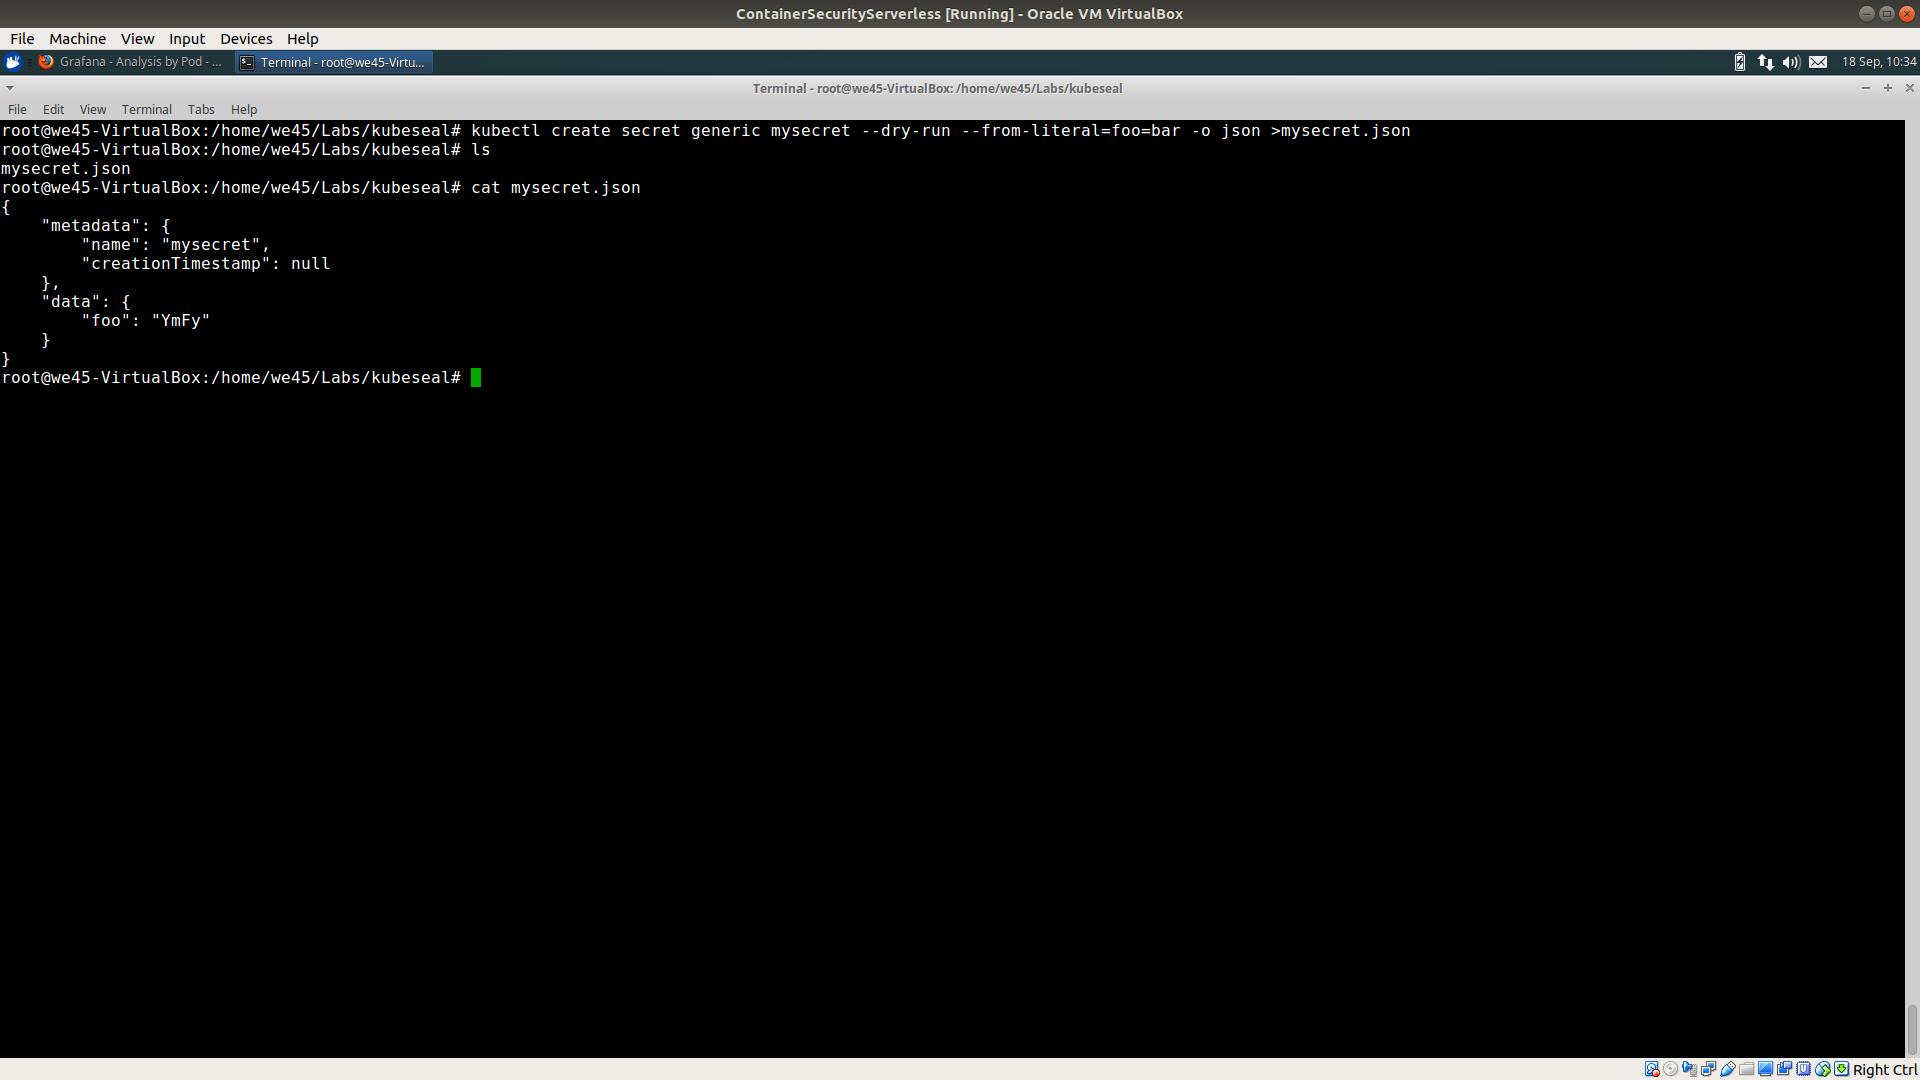 ContainerSecurityServerless [Running] - Oracle VM VirtualBox
File Machine View Input Devices Help
Grafana - Analysis by Pod - ...
Terminal - root@we45-Virtu...
18 Sep, 10:34
Terminal - root@we45-VirtualBox: /home/we45/Labs/kubeseal
File Edit View Terminal Tabs Help
root@we45-VirtualBox:/home/we45/Labs/kubeseal# kubectl create secret generic mysecret --dry-run --from-literal=foo=bar -o json >mysecret.json
root@we45-VirtualBox:/home/we45/Labs/kubeseal# ls
mysecret.json
root@we45-VirtualBox:/home/we45/Labs/kubeseal# cat mysecret.json
{
    "metadata": {
        "name": "mysecret",
        "creationTimestamp": null
    },
    "data": {
        "foo": "YmFy"
    }
}
root@we45-VirtualBox:/home/we45/Labs/kubeseal#
Right Ctrl